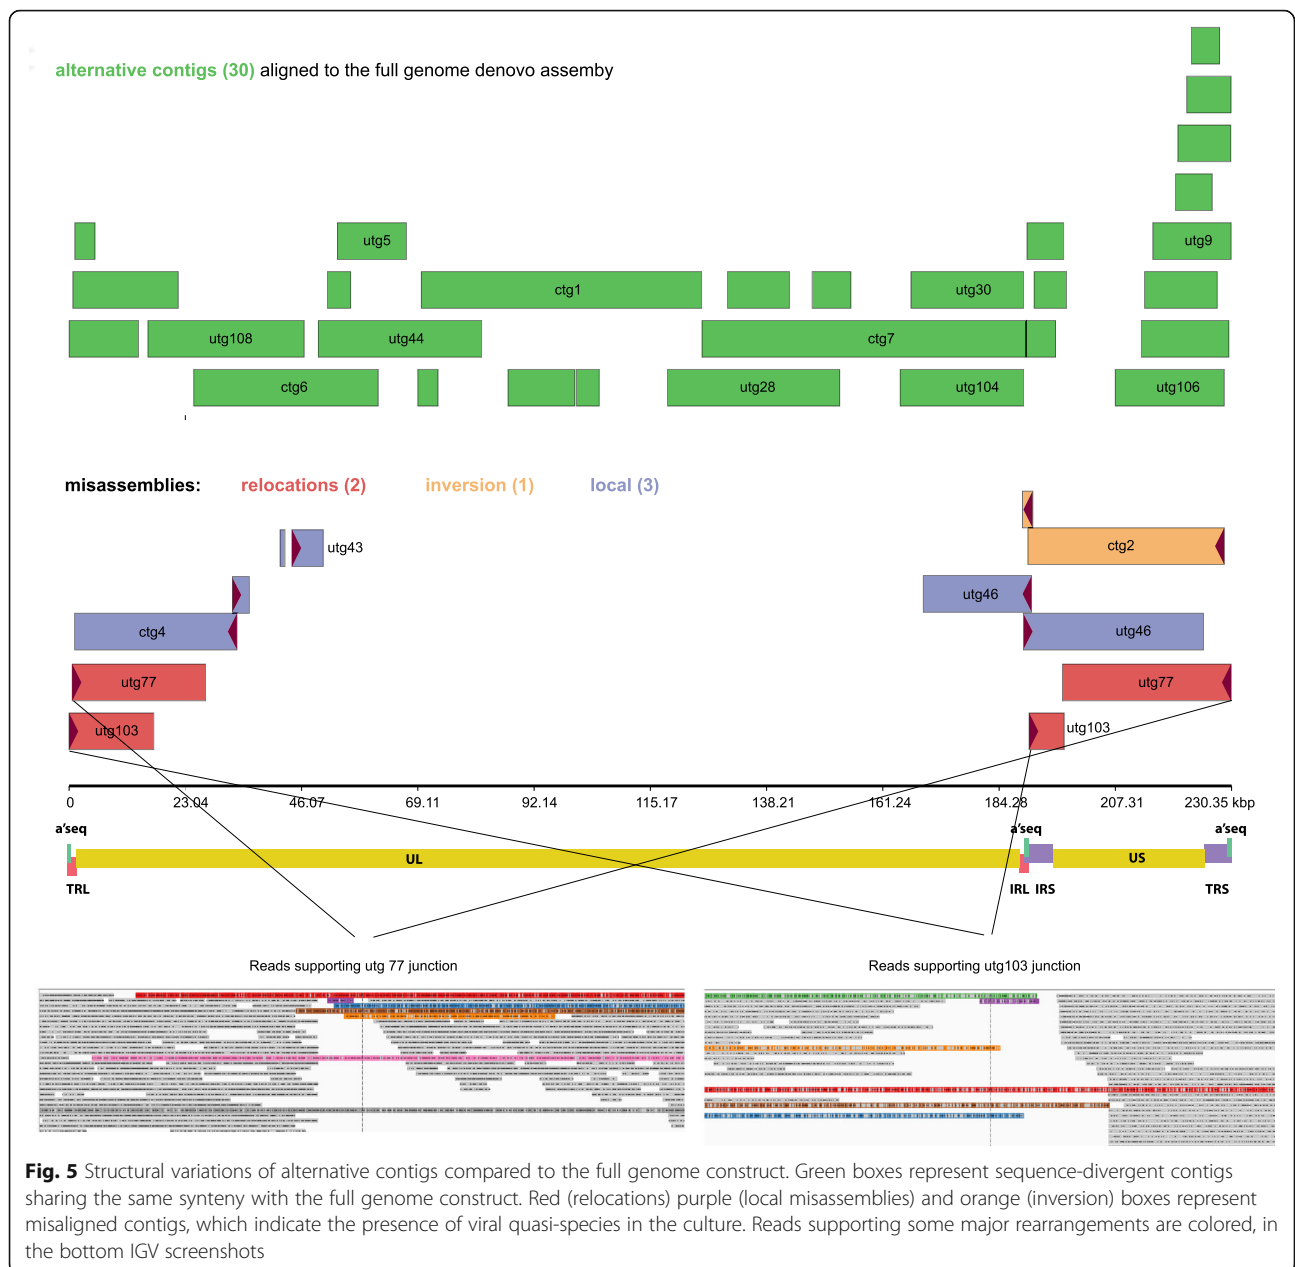 alternative contigs (30) aligned to the full genome denovo assemby
utg5
utg9
ctg1
utg30
utg108
utg44
ctg7
ctg6
utg28
utg104
utg106
misassemblies: relocations (2) inversion (1) local (3)
utg43
ctg2
utg46
ctg4
utg46
utg77
utg77
utg103
utg103
0 23.04 46.07 69.11 92.14 115.17 138.21 161.24 184.28 207.31 230.35 kbp
a'seq a'seq a'seq
UL US
TRL IRL IRS TRS
Reads supporting utg 77 junction
Reads supporting utg103 junction
Fig. 5 Structural variations of alternative contigs compared to the full genome construct. Green boxes represent sequence-divergent contigs
sharing the same synteny with the full genome construct. Red (relocations) purple (local misassemblies) and orange (inversion) boxes represent
misaligned contigs, which indicate the presence of viral quasi-species in the culture. Reads supporting some major rearrangements are colored, in
the bottom IGV screenshots